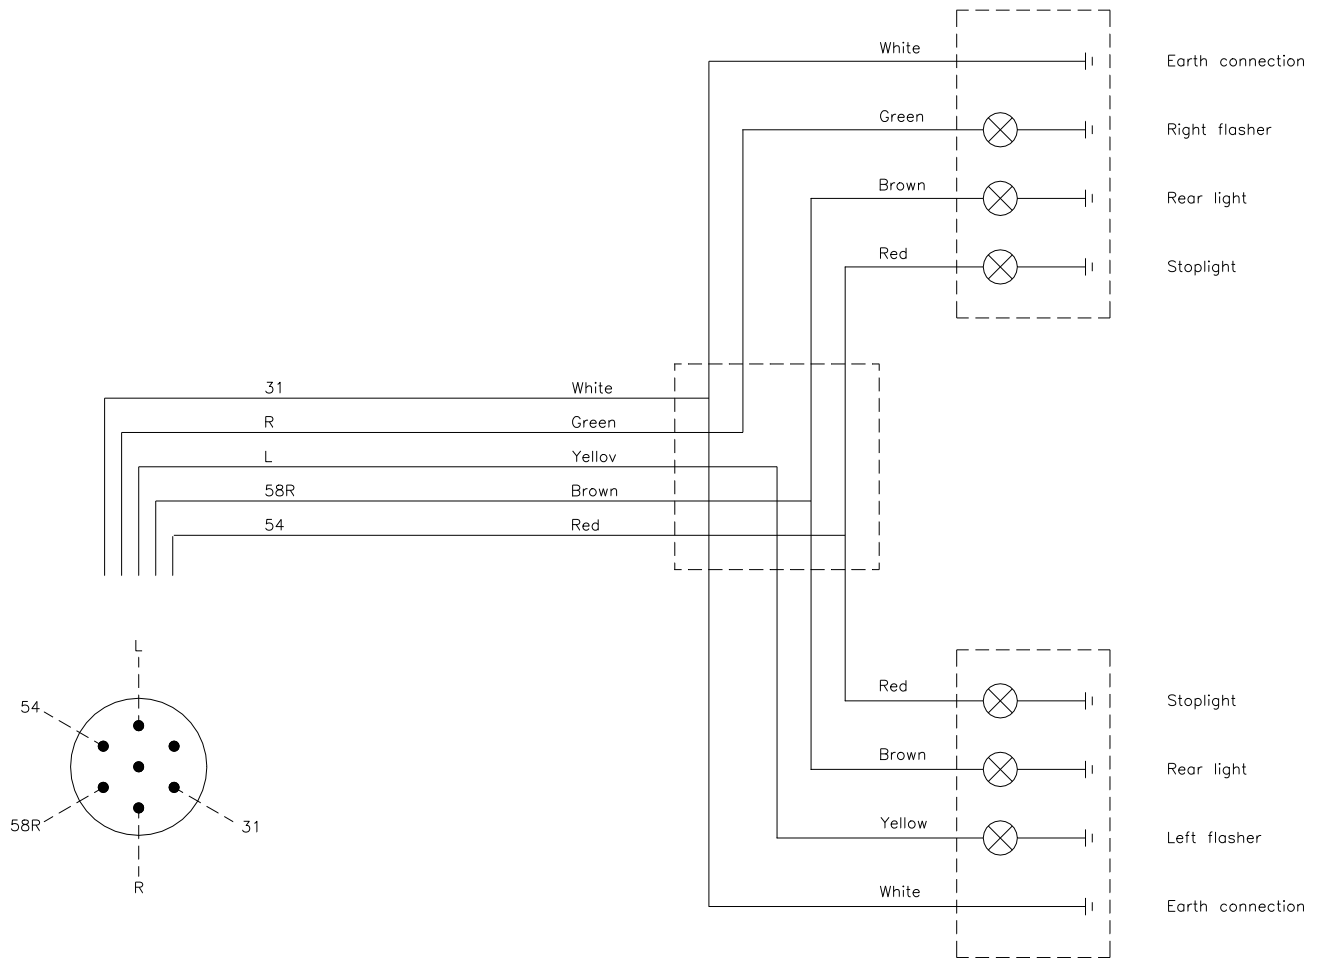 White Earth connection
Green Right flasher
Brown Rear light
Red Stoplight
31 White
R Green
L Yellov
58R Brown
54 Red
L
54
58R
31
R
Red Stoplight
Brown Rear light
Yellow Left flasher
White Earth connection